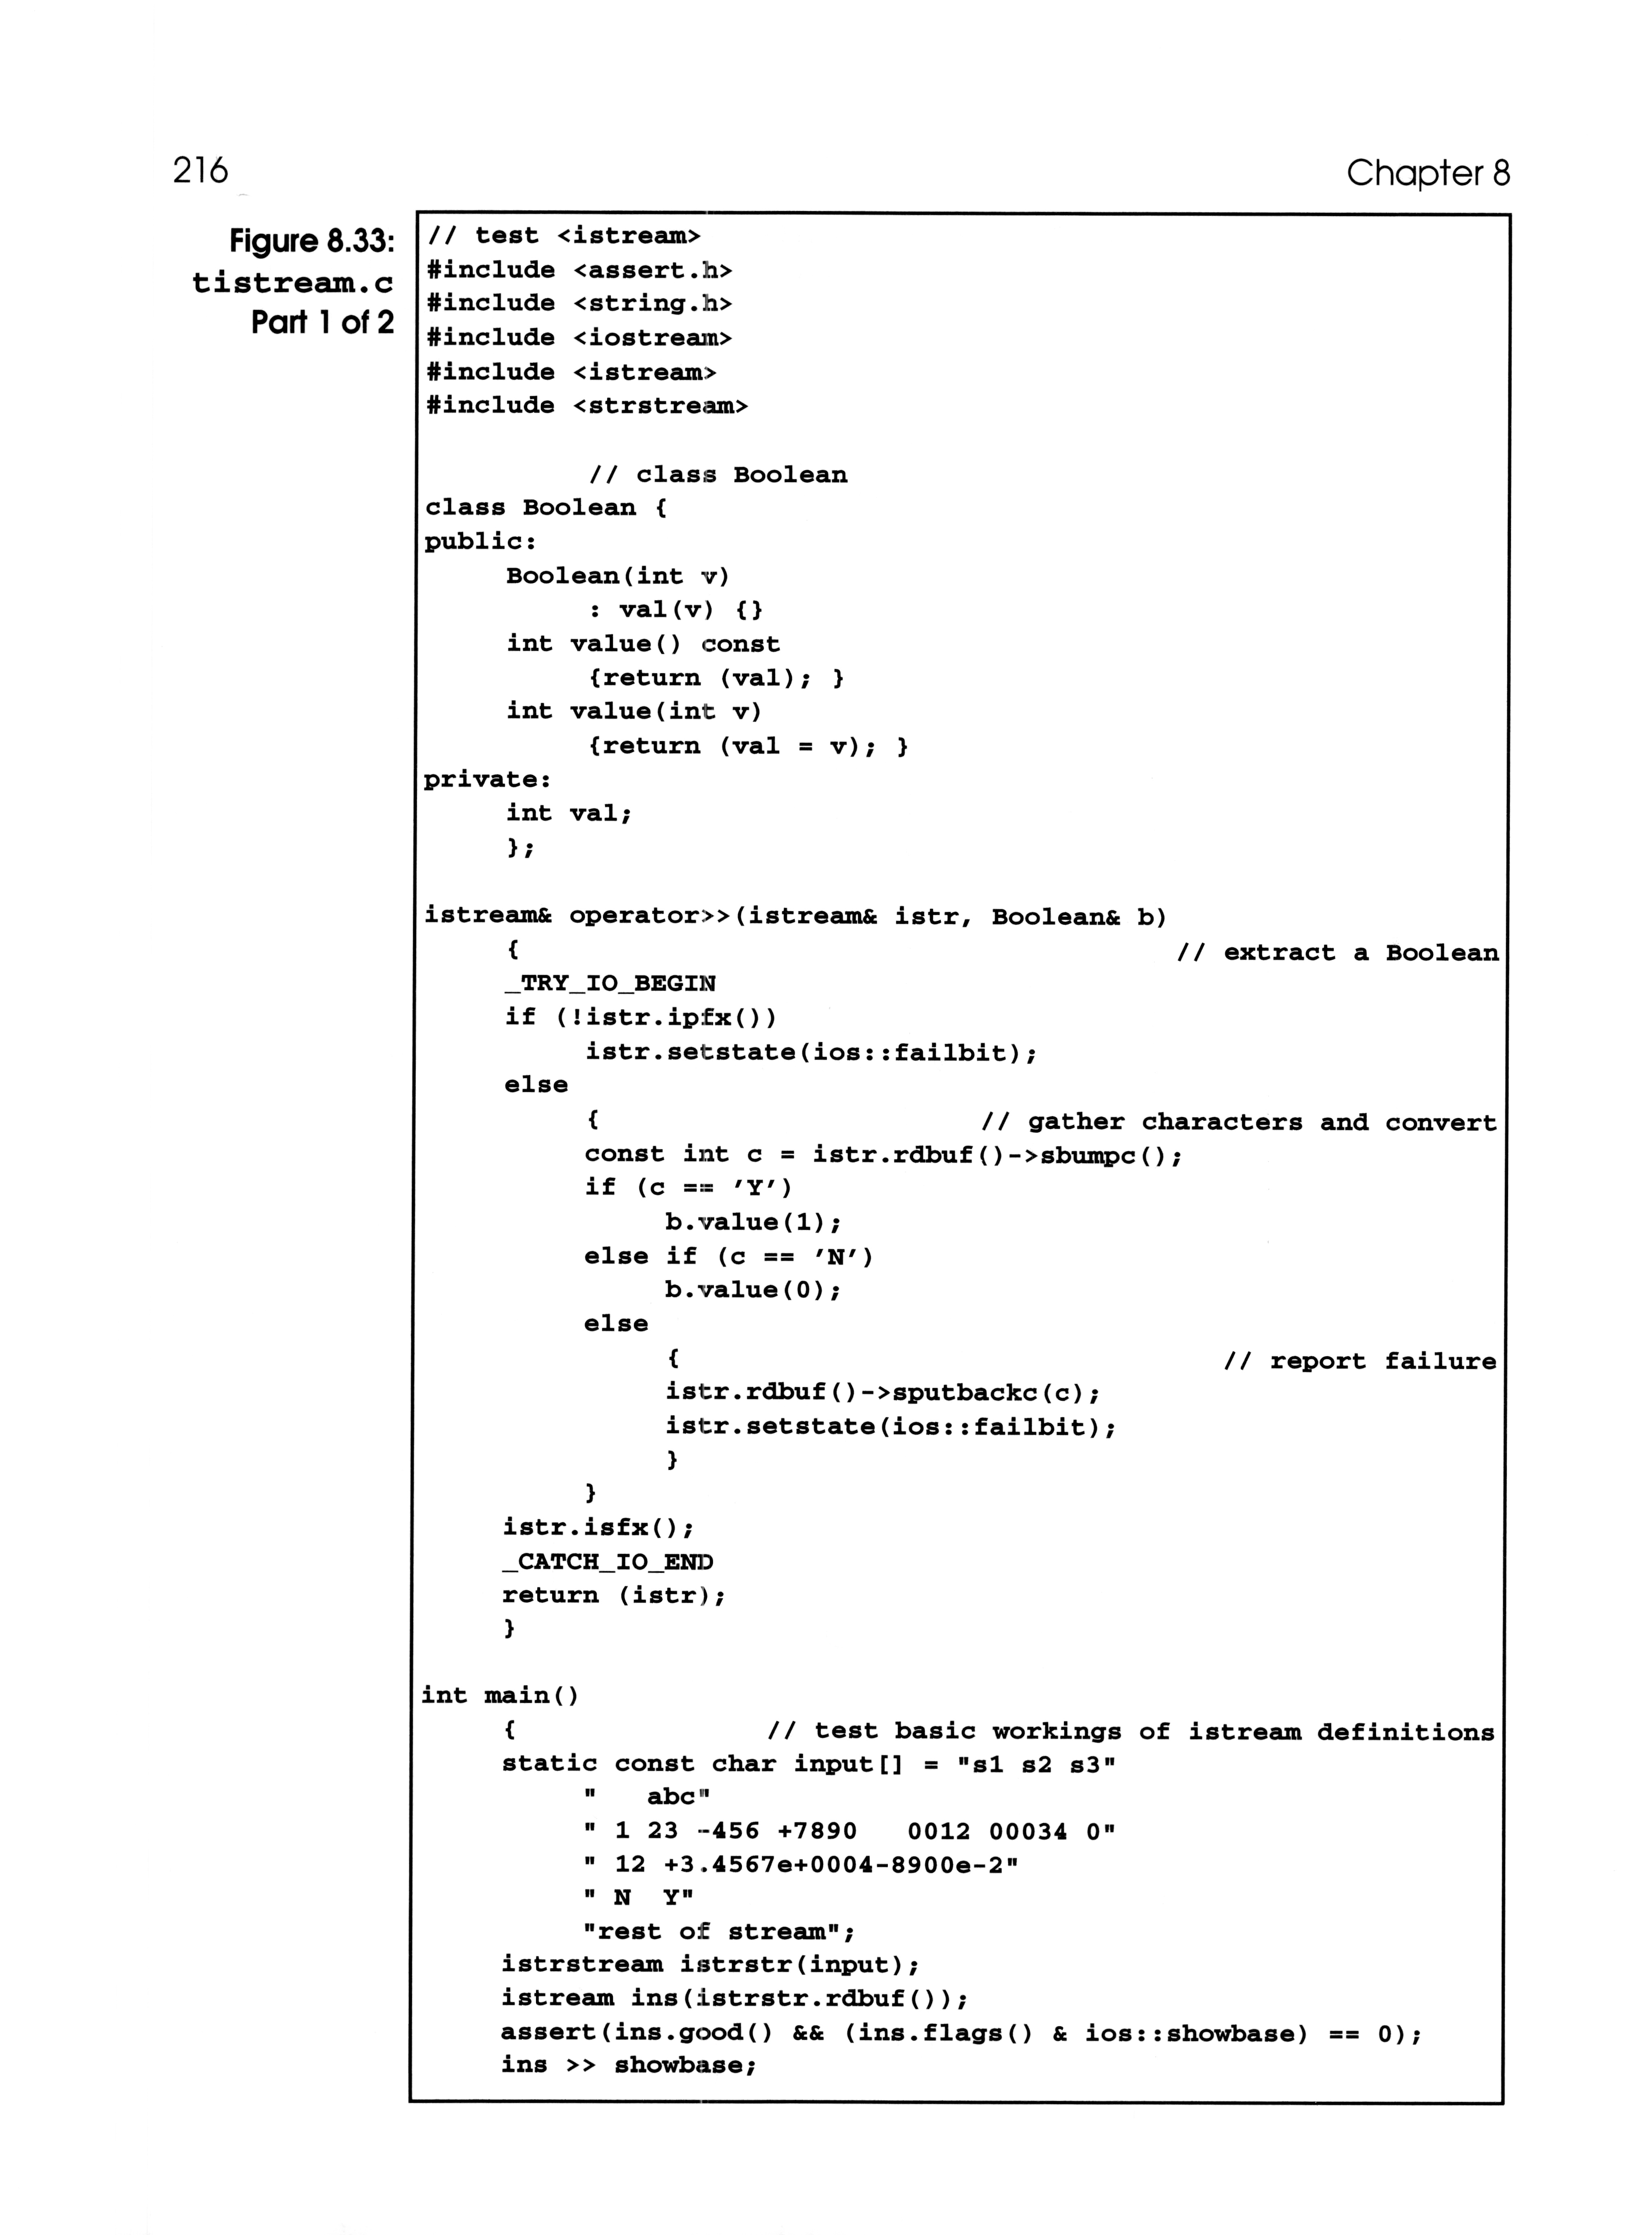 216
Chapter 8
Figure 8.33:
tistream.c
Part 1 of 2
// test <istream>
#include <assert.h>
#include <string.h>
#include <iostream>
#include <istream>
#include <strstream>
// class Boolean
class Boolean {
public:
Boolean(int v)
: val(v) {}
int value() const
{return (val); }
int value(int v)
{return (val = v); }
private:
int val;
};
istream& operator>>(istream& istr, Boolean& b)
{ // extract a Boolean
_TRY_IO_BEGIN
if (!istr.ipfx())
istr.setstate(ios::failbit);
else
{ // gather characters and convert
const int c = istr.rdbuf()->sbumpc();
if (c == 'Y')
b.value(1);
else if (c == 'N')
b.value(0);
else
{ // report failure
istr.rdbuf()->sputbackc(c);
istr.setstate(ios::failbit);
}
}
istr.isfx();
_CATCH_IO_END
return (istr);
}
int main()
{ // test basic workings of istream definitions
static const char input[] = "s1 s2 s3"
"   abc"
" 1 23 -456 +7890   0012 00034 0"
" 12 +3.4567e+0004-8900e-2"
" N  Y"
"rest of stream";
istrstream istrstr(input);
istream ins(istrstr.rdbuf());
assert(ins.good() && (ins.flags() & ios::showbase) == 0);
ins >> showbase;